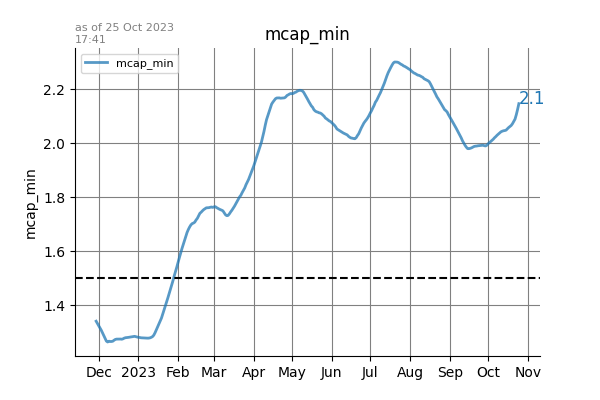 as of 25 Oct 2023
17:41
mcap_min
mcap_min
2.1
mcap_min
2.2
2.0
1.8
1.6
1.4
Dec 2023 Feb Mar Apr May Jun Jul Aug Sep Oct Nov